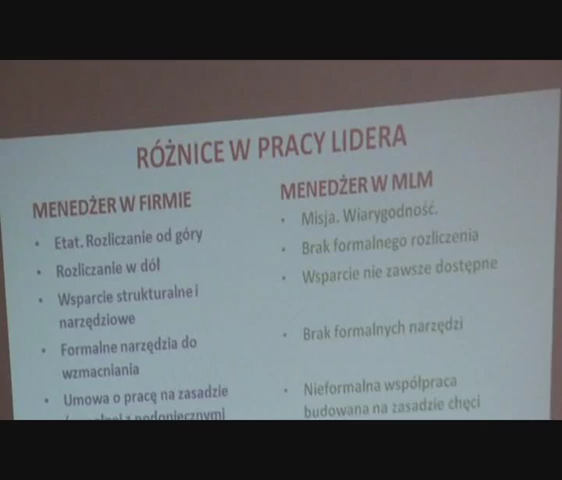 RÓŻNICE W PRACY LIDERA
MENEDŻER W FIRMIE
• Etat. Rozliczanie od góry
• Rozliczanie w dół
• Wsparcie strukturalne i
narzędziowe
• Formalne narzędzia do
wzmacniania
• Umowa o pracę na zasadzie
z podopiecznymi
MENEDŻER W MLM
• Misja. Wiarygodność.
• Brak formalnego rozliczenia
• Wsparcie nie zawsze dostępne
• Brak formalnych narzędzi
• Nieformalna współpraca
budowana na zasadzie chęci